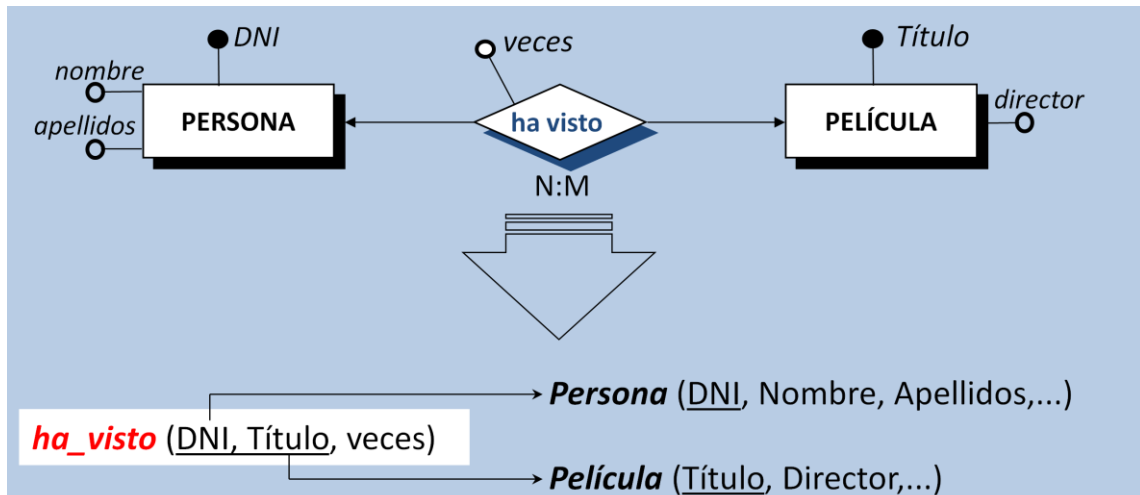 DNI
nombre
apellidos
PERSONA
veces
ha visto
N:M
Título
PELÍCULA
director
Persona (DNI, Nombre, Apellidos,...)
ha_visto (DNI, Título, veces)
Película (Título, Director,...)